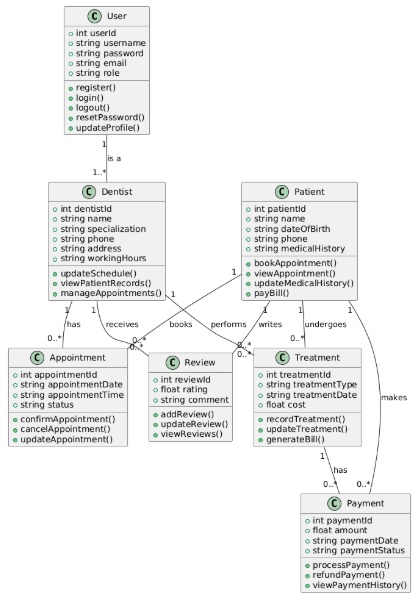 C User
int userId
string username
string password
string email
string role
register()
login()
logout()
resetPassword()
updateProfile()
1
is a
1..*
C Dentist
int dentistId
string name
string specialization
string phone
string address
string workingHours
updateSchedule()
viewPatientRecords()
manageAppointments()
C Patient
int patientId
string name
string dateOfBirth
string phone
string medicalHistory
bookAppointment()
viewAppointment()
updateMedicalHistory()
payBill()
1 1 1 1 1 1 1
has receives books performs writes undergoes
makes
0..* 0..* 0..* 0..* 0..* 0..*
C Appointment
int appointmentId
string appointmentDate
string appointmentTime
string status
confirmAppointment()
cancelAppointment()
updateAppointment()
C Review
int reviewId
float rating
string comment
addReview()
updateReview()
viewReviews()
C Treatment
int treatmentId
string treatmentType
string treatmentDate
float cost
recordTreatment()
updateTreatment()
generateBill()
1
has
0..* 0..*
C Payment
int paymentId
float amount
string paymentDate
string paymentStatus
processPayment()
refundPayment()
viewPaymentHistory()